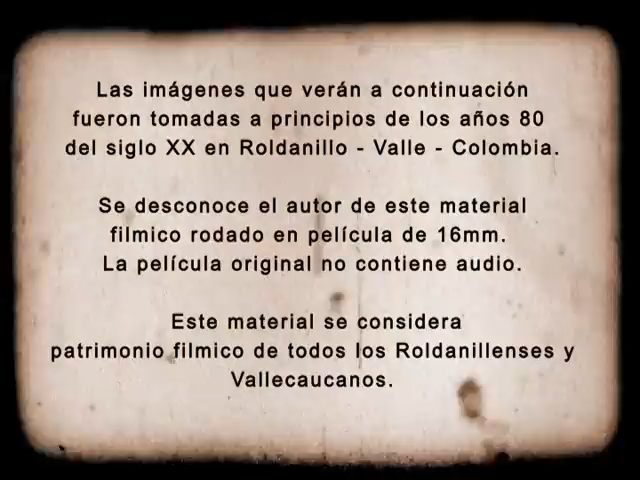 Las imágenes que verán a continuación
fueron tomadas a principios de los años 80
del siglo XX en Roldanillo - Valle - Colombia.
Se desconoce el autor de este material
filmico rodado en película de 16mm.
La película original no contiene audio.
Este material se considera
patrimonio filmico de todos los Roldanillenses y
Vallecaucanos.